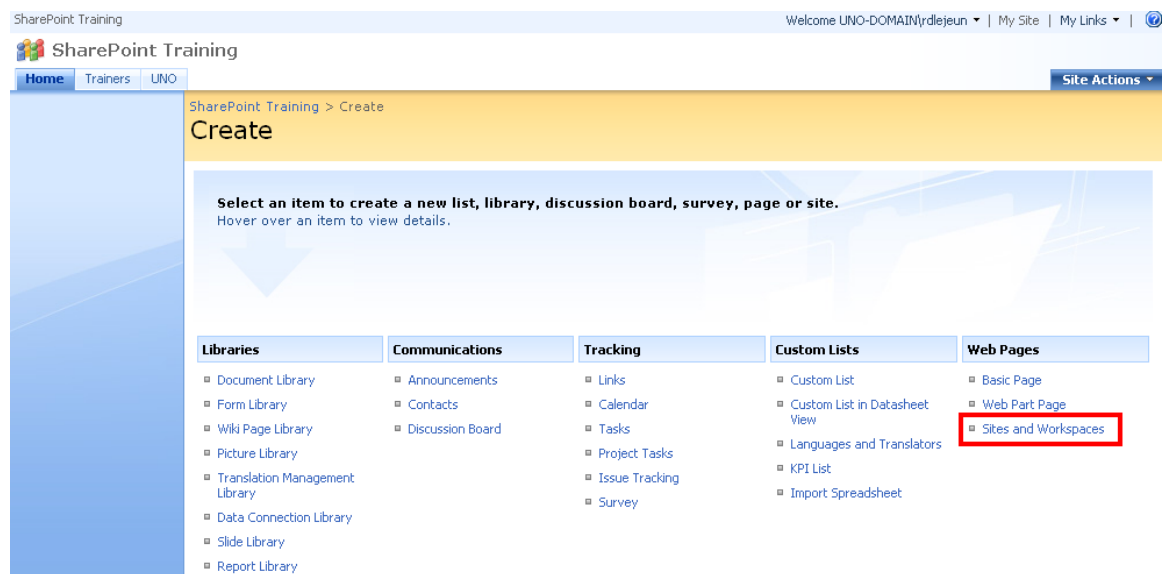 SharePoint Training
Welcome UNO-DOMAIN\rdlejeun | My Site | My Links |
SharePoint Training
Home Trainers UNO
Site Actions
SharePoint Training > Create
Create
Select an item to create a new list, library, discussion board, survey, page or site.
Hover over an item to view details.
Libraries
Document Library
Form Library
Wiki Page Library
Picture Library
Translation Management
Library
Data Connection Library
Slide Library
Report Library
Communications
Announcements
Contacts
Discussion Board
Tracking
Links
Calendar
Tasks
Project Tasks
Issue Tracking
Survey
Custom Lists
Custom List
Custom List in Datasheet
View
Languages and Translators
KPI List
Import Spreadsheet
Web Pages
Basic Page
Web Part Page
Sites and Workspaces